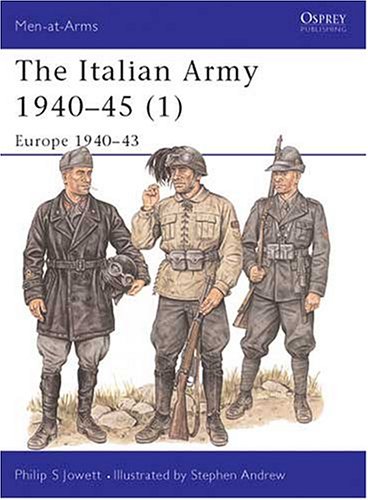 Men-at-Arms
OSPREY
PUBLISHING
The Italian Army
1940–45 (1)
Europe 1940–43
Philip S Jowett • Illustrated by Stephen Andrew